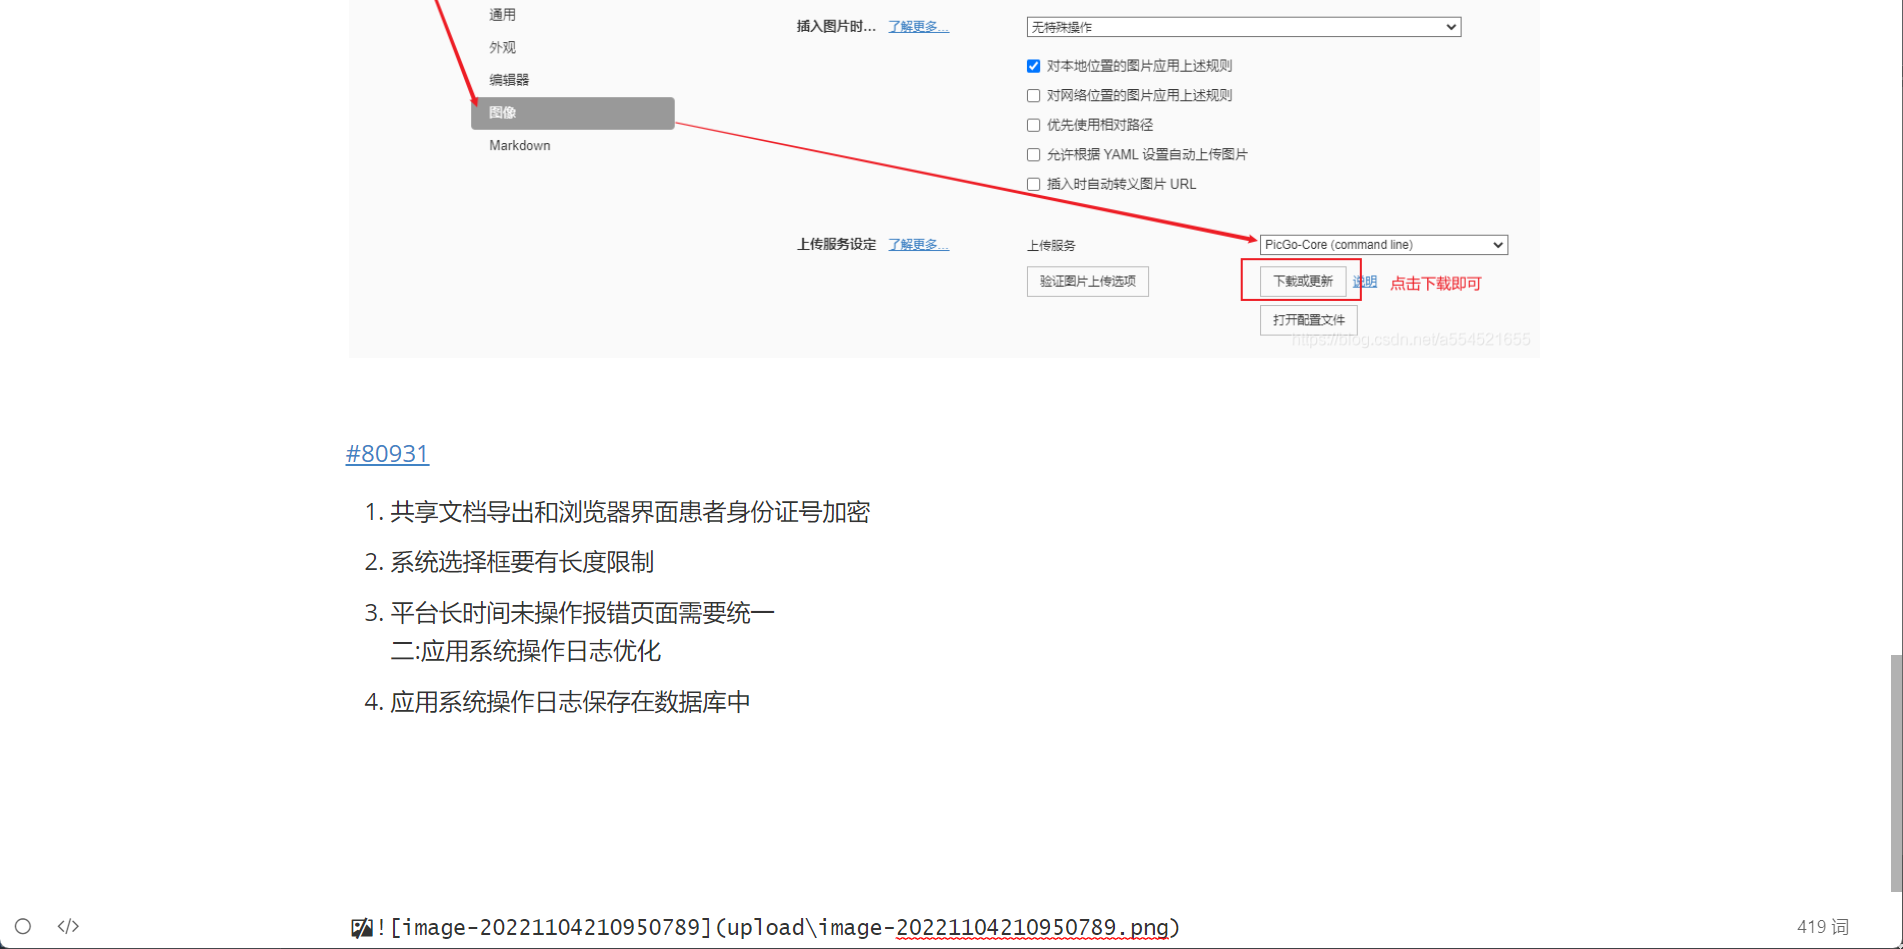 通用
插入图片时... 了解更多...
无特殊操作
外观
对本地位置的图片应用上述规则
编辑器
对网络位置的图片应用上述规则
图像
优先使用相对路径
Markdown
允许根据 YAML 设置自动上传图片
插入时自动转义图片 URL
上传服务设定 了解更多...
上传服务
PicGo-Core (command line)
验证图片上传选项
下载或更新 说明 点击下载即可
打开配置文件
https://blog.csdn.net/a554521655
#80931
1. 共享文档导出和浏览器界面患者身份证号加密
2. 系统选择框要有长度限制
3. 平台长时间未操作报错页面需要统一
二:应用系统操作日志优化
4. 应用系统操作日志保存在数据库中
![image-20221104210950789](upload\image-20221104210950789.png)
</> 419 词